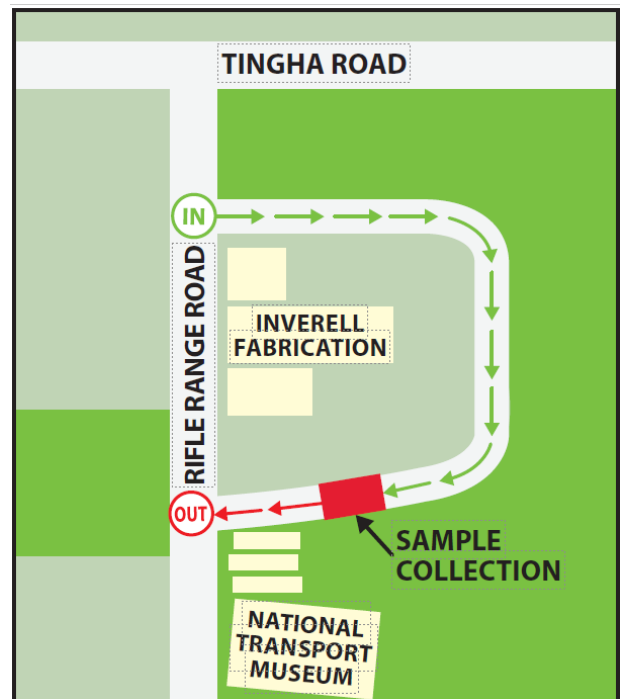 TINGHA ROAD
IN
RIFLE RANGE ROAD
INVERELL
FABRICATION
OUT
SAMPLE
COLLECTION
NATIONAL
TRANSPORT
MUSEUM